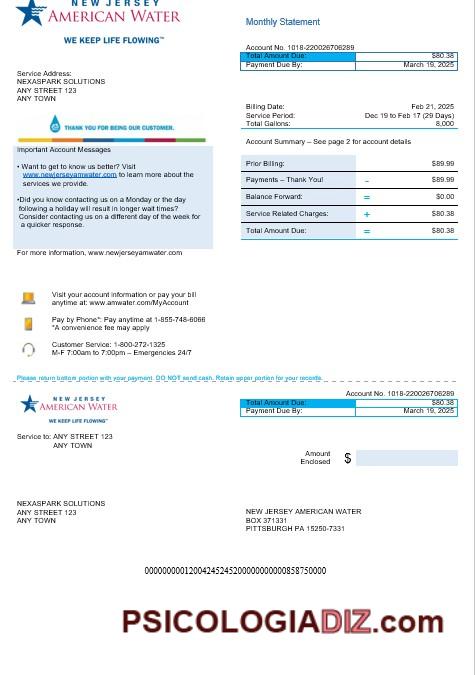 NEW JERSEY
AMERICAN WATER
WE KEEP LIFE FLOWING™
Monthly Statement
Account No. 1018-220026706289
Total Amount Due: $80.38
Payment Due By: March 19, 2025
Service Address:
NEXASPARK SOLUTIONS
ANY STREET 123
ANY TOWN
Billing Date: Feb 21, 2025
Service Period: Dec 19 to Feb 17 (29 Days)
Total Gallons: 8,000
THANK YOU FOR BEING OUR CUSTOMER.
Important Account Messages
• Want to get to know us better? Visit
www.newjerseyamwater.com to learn more about the
services we provide.
•Did you know contacting us on a Monday or the day
following a holiday will result in longer wait times?
Consider contacting us on a different day of the week for
a quicker response.
For more information, www.newjerseyamwater.com
Account Summary – See page 2 for account details
Prior Billing: $89.99
Payments – Thank You! - $89.99
Balance Forward: = $0.00
Service Related Charges: + $80.38
Total Amount Due: = $80.38
Visit your account information or pay your bill
anytime at: www.amwater.com/MyAccount
Pay by Phone*: Pay anytime at 1-855-748-6066
*A convenience fee may apply
Customer Service: 1-800-272-1325
M-F 7:00am to 7:00pm – Emergencies 24/7
Please return bottom portion with your payment. DO NOT send cash. Retain upper portion for your records.
NEW JERSEY
AMERICAN WATER
WE KEEP LIFE FLOWING™
Account No. 1018-220026706289
Total Amount Due: $80.38
Payment Due By: March 19, 2025
Service to: ANY STREET 123
ANY TOWN
Amount
Enclosed $
NEXASPARK SOLUTIONS
ANY STREET 123
ANY TOWN
NEW JERSEY AMERICAN WATER
BOX 371331
PITTSBURGH PA 15250-7331
PSICOLOGIADIZ.com